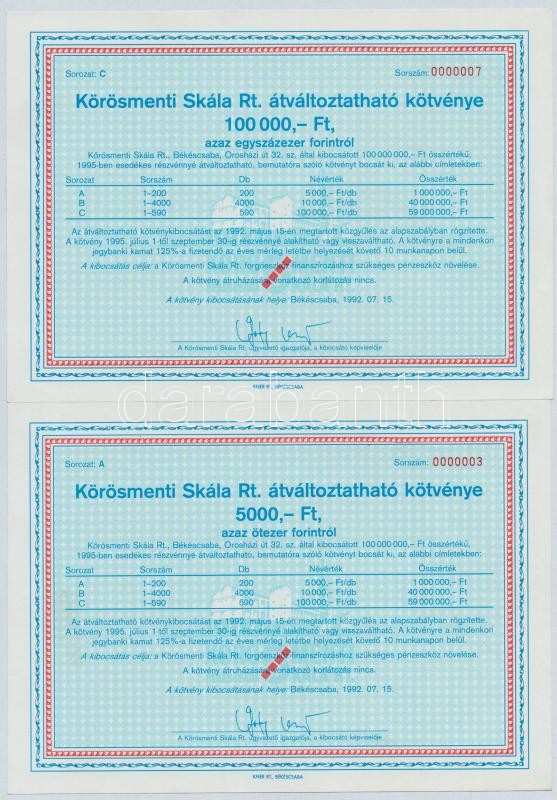 Sorozat: C Sorszám: 0000007
Körösmenti Skála Rt. átváltoztatható kötvénye
100 000,– Ft,
azaz egyszázezer forintról
Körösmenti Skála Rt., Békéscsaba, Orosházi út 32. sz. által kibocsátott 100 000 000,– Ft összértékű,
1995-ben esedékes részvénnyé átváltoztatható, bemutatóra szóló kötvényt bocsát ki, az alábbi címletekben:
Sorozat Sorszám Db Névérték Összérték
A 1–200 200 5 000,– Ft/db 1 000 000,– Ft
B 1–4000 4000 10 000,– Ft/db 40 000 000,– Ft
C 1–590 590 100 000,– Ft/db 59 000 000,– Ft
Az átváltoztatható kötvénykibocsátást az 1992. május 15-én megtartott közgyűlés az alapszabályban rögzítette.
A kötvény 1995. július 1-től szeptember 30-ig részvénnyé alakítható vagy visszaváltható. A kötvényre a mindenkori
jegybanki kamat 125%-a fizetendő az éves mérleg letétbe helyezését követő 10 munkanapon belül.
A kibocsátás célja: a Körösmenti Skála Rt. forgóeszköz finanszírozáshoz szükséges pénzeszköz növelése.
A kötvény átruházására vonatkozó korlátozás nincs.
A kötvény kibocsátásának helye: Békéscsaba, 1992. 07. 15.
A Körösmenti Skála Rt. ügyvezető igazgatója, a kibocsátó képviselője
KNER RT., BÉKÉSCSABA
darabanth
Sorozat: A Sorszám: 0000003
Körösmenti Skála Rt. átváltoztatható kötvénye
5000,– Ft,
azaz ötezer forintról
Körösmenti Skála Rt., Békéscsaba, Orosházi út 32. sz. által kibocsátott 100 000 000,– Ft összértékű,
1995-ben esedékes részvénnyé átváltoztatható, bemutatóra szóló kötvényt bocsát ki, az alábbi címletekben:
Sorozat Sorszám Db Névérték Összérték
A 1–200 200 5 000,– Ft/db 1 000 000,– Ft
B 1–4000 4000 10 000,– Ft/db 40 000 000,– Ft
C 1–590 590 100 000,– Ft/db 59 000 000,– Ft
Az átváltoztatható kötvénykibocsátást az 1992. május 15-én megtartott közgyűlés az alapszabályban rögzítette.
A kötvény 1995. július 1-től szeptember 30-ig részvénnyé alakítható vagy visszaváltható. A kötvényre a mindenkori
jegybanki kamat 125%-a fizetendő az éves mérleg letétbe helyezését követő 10 munkanapon belül.
A kibocsátás célja: a Körösmenti Skála Rt. forgóeszköz finanszírozáshoz szükséges pénzeszköz növelése.
A kötvény átruházására vonatkozó korlátozás nincs.
A kötvény kibocsátásának helye: Békéscsaba, 1992. 07. 15.
A Körösmenti Skála Rt. ügyvezető igazgatója, a kibocsátó képviselője
KNER RT., BÉKÉSCSABA